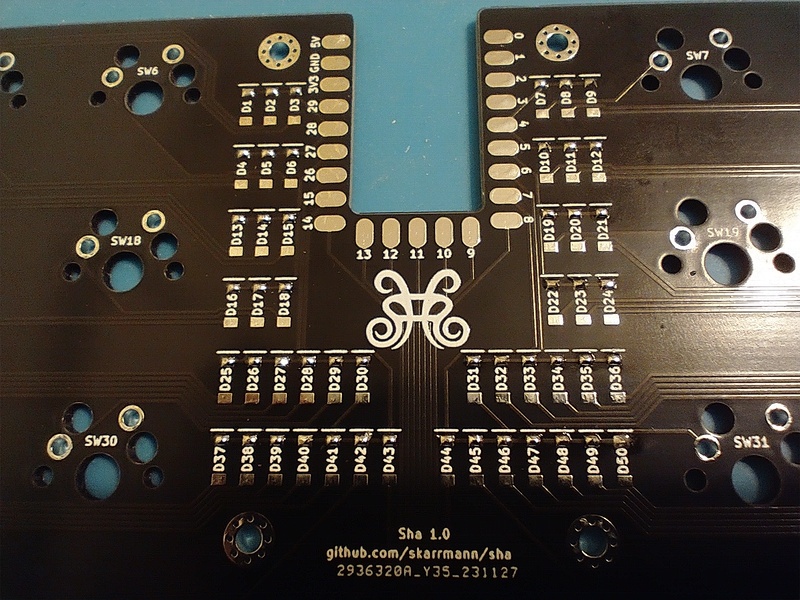 SW6
SW7
5V
GND
3V3
29
28
27
26
15
14
0
1
2
3
4
5
6
7
8
13 12 11 10 9
D1 D2 D3
D7 D8 D9
D4 D5 D6
D10 D11 D12
D13 D14 D15
D19 D20 D21
SW18
SW19
D16 D17 D18
D22 D23 D24
D25 D26 D27 D28 D29 D30
D31 D32 D33 D34 D35 D36
SW30
SW31
D37 D38 D39 D40 D41 D42 D43
D44 D45 D46 D47 D48 D49 D50
Sha 1.0
github.com/skarrmann/sha
2936320A_Y35_231127